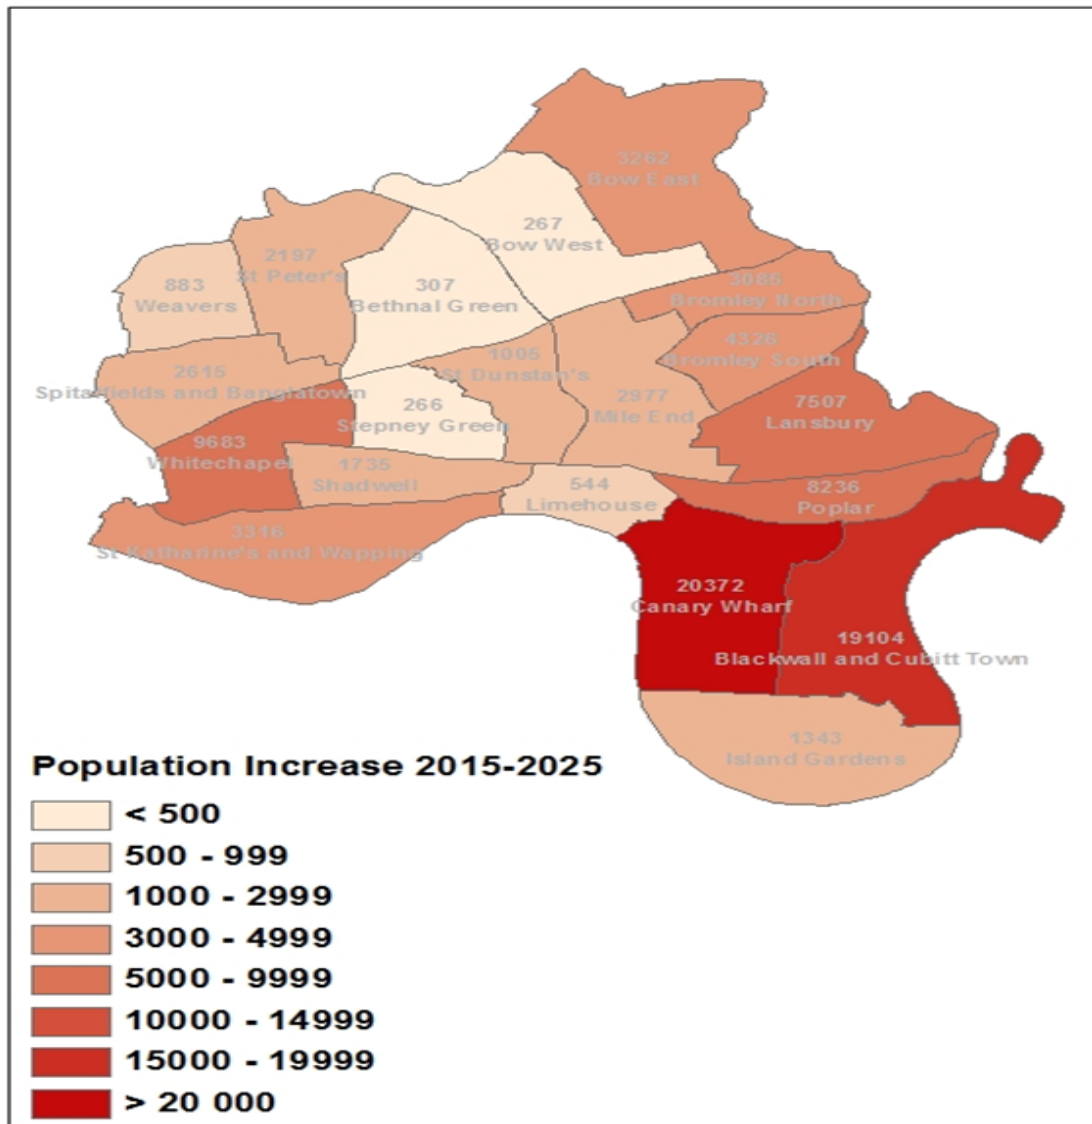 3262
Bow East
267
Bow West
2197
St Peter's
883
Weavers
307
Bethnal Green
3085
Bromley North
4326
Bromley South
1005
St Dunstan's
2615
Spitalfields and Banglatown
266
Stepney Green
2977
Mile End
7507
Lansbury
9683
Whitechapel
1735
Shadwell
544
Limehouse
8236
Poplar
3316
St Katharine's and Wapping
20372
Canary Wharf
19104
Blackwall and Cubitt Town
1343
Island Gardens
Population Increase 2015-2025
< 500
500 - 999
1000 - 2999
3000 - 4999
5000 - 9999
10000 - 14999
15000 - 19999
> 20 000